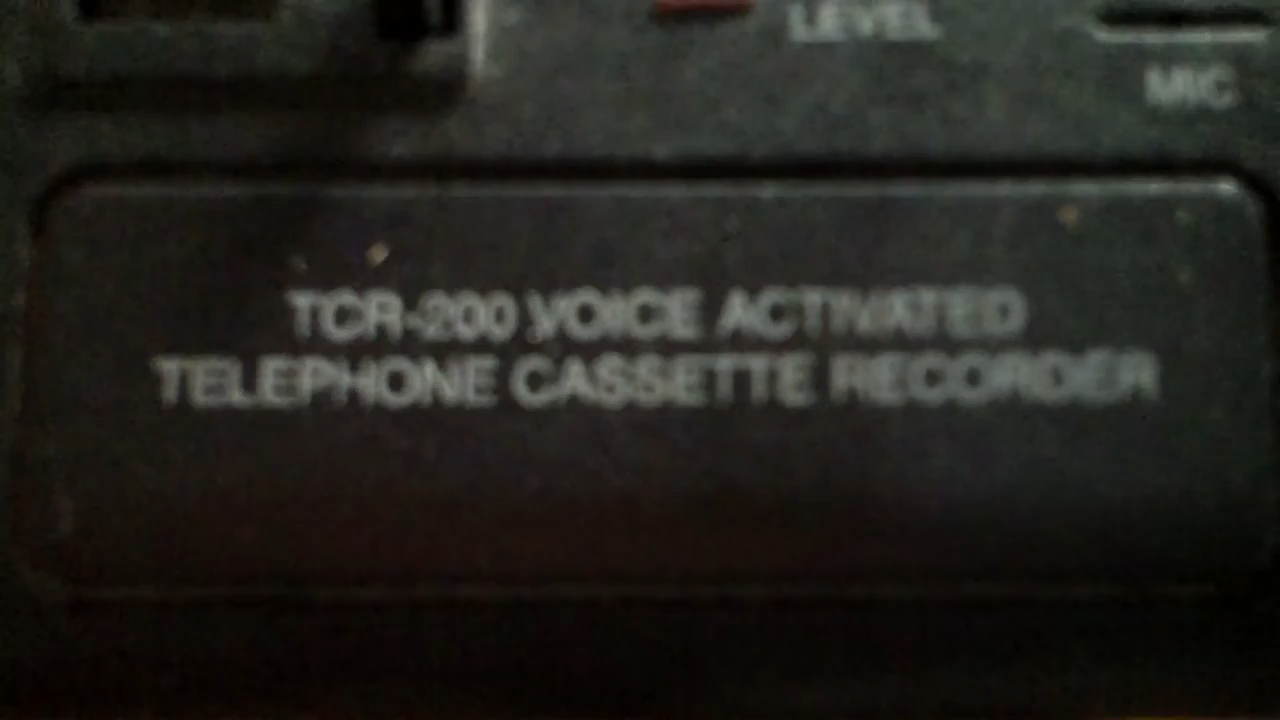 LEVEL
MIC
TCR-200 VOICE ACTIVATED
TELEPHONE CASSETTE RECORDER